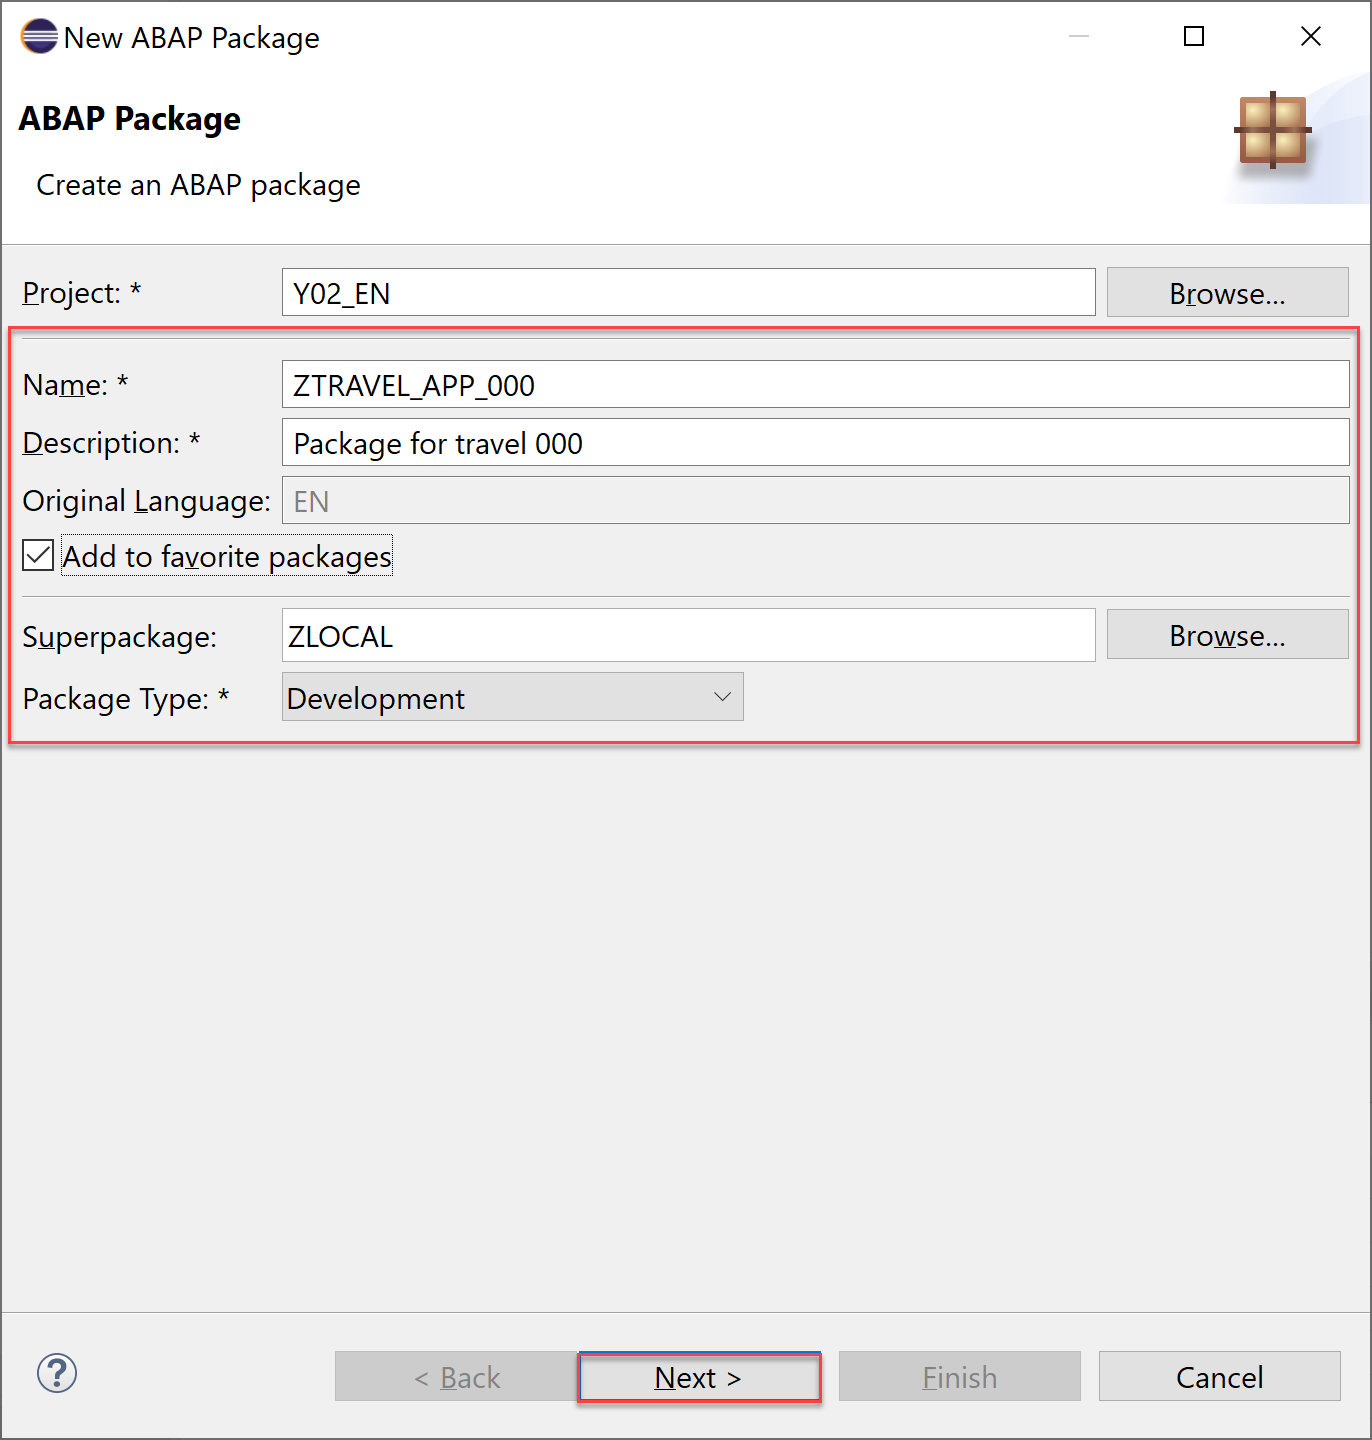 New ABAP Package
ABAP Package
Create an ABAP package
Project: * Y02_EN Browse...
Name: * ZTRAVEL_APP_000
Description: * Package for travel 000
Original Language: EN
Add to favorite packages
Superpackage: ZLOCAL Browse...
Package Type: * Development
? < Back Next > Finish Cancel